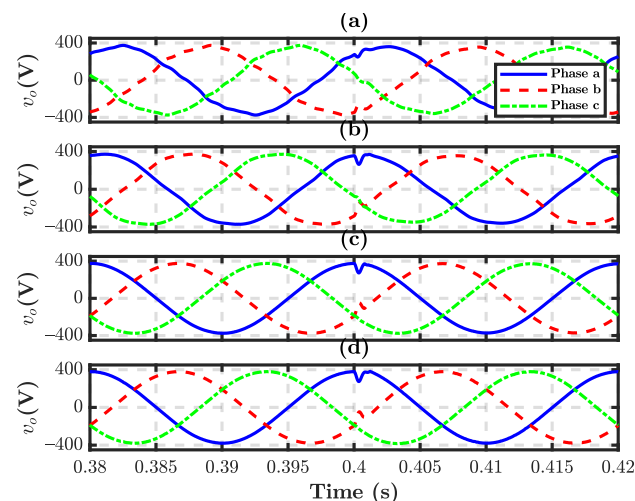 (a)
400
0
−400
v_o(V)
Phase a
Phase b
Phase c
(b)
400
0
−400
v_o(V)
(c)
400
0
−400
v_o(V)
(d)
400
0
−400
v_o(V)
0.38 0.385 0.39 0.395 0.4 0.405 0.41 0.415 0.42
Time (s)